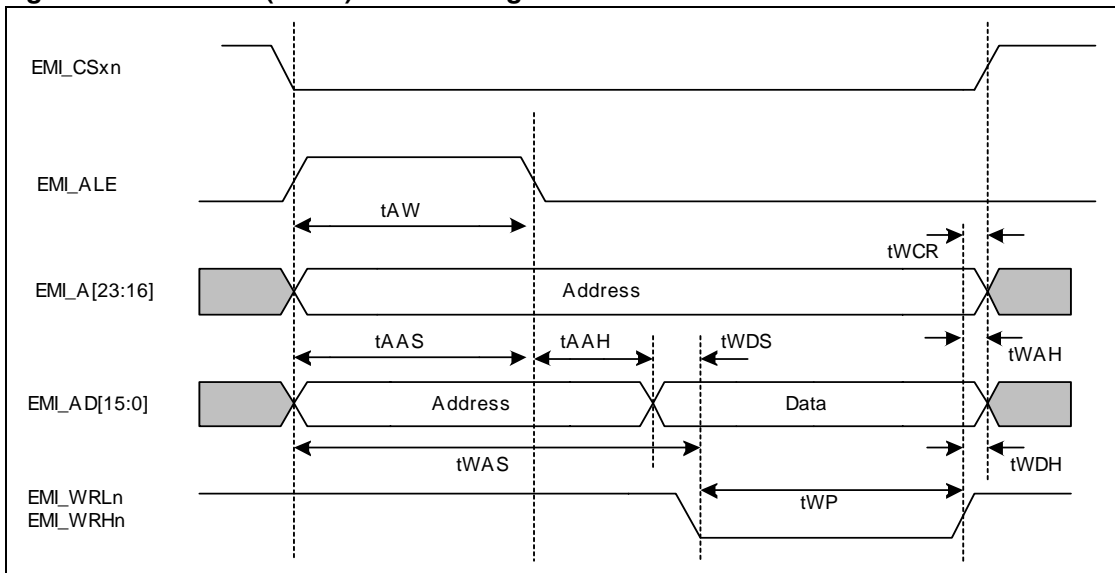 EMI_CSxn
EMI_ALE
tAW
tWCR
EMI_A[23:16]
Address
tAAS
tAAH
tWDS
tWAH
EMI_AD[15:0]
Address
Data
tWAS
tWDH
EMI_WRLn
EMI_WRHn
tWP